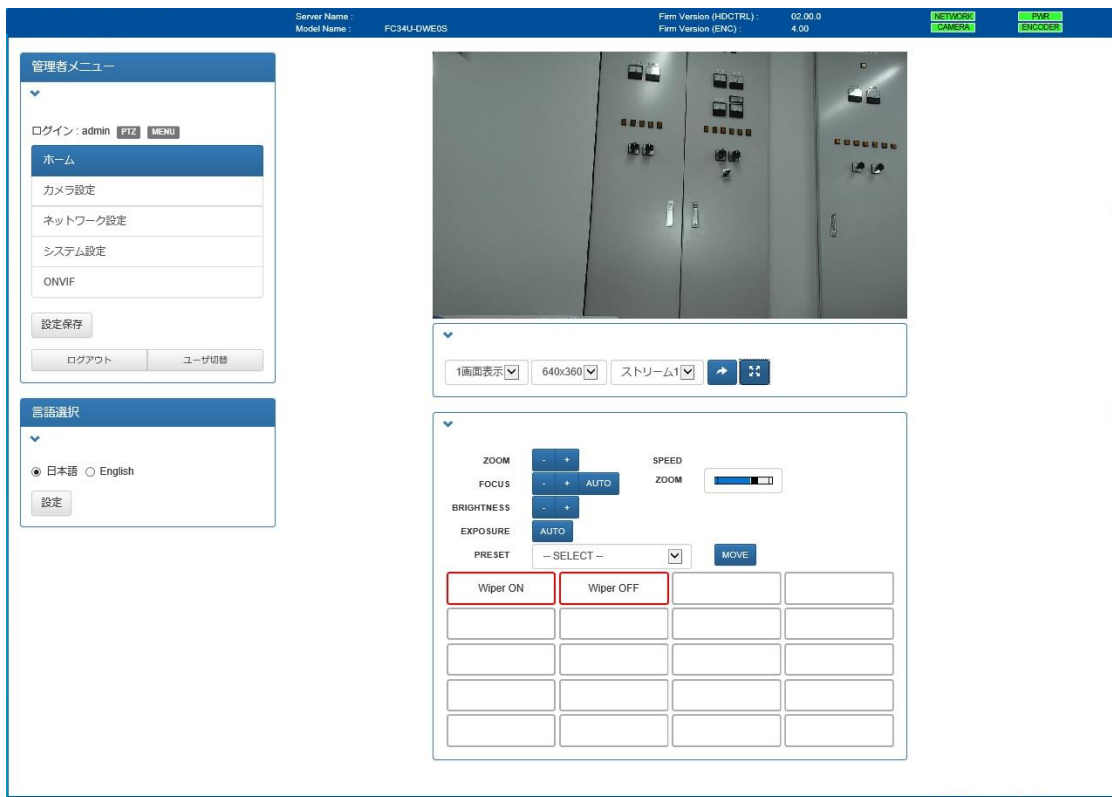 Server Name :
Model Name : FC34U-DWE0S
Firm Version (HDCTRL) : 02.00.0
Firm Version (ENC) : 4.00
NETWORK PWR
CAMERA ENCODER
管理者メニュー
ログイン : admin PTZ MENU
ホーム
カメラ設定
ネットワーク設定
システム設定
ONVIF
設定保存
ログアウト ユーザ切替
言語選択
日本語 English
設定
1画面表示 640x360 ストリーム1
ZOOM - + SPEED
FOCUS - + AUTO ZOOM
BRIGHTNESS - +
EXPOSURE AUTO
PRESET -- SELECT -- MOVE
Wiper ON Wiper OFF